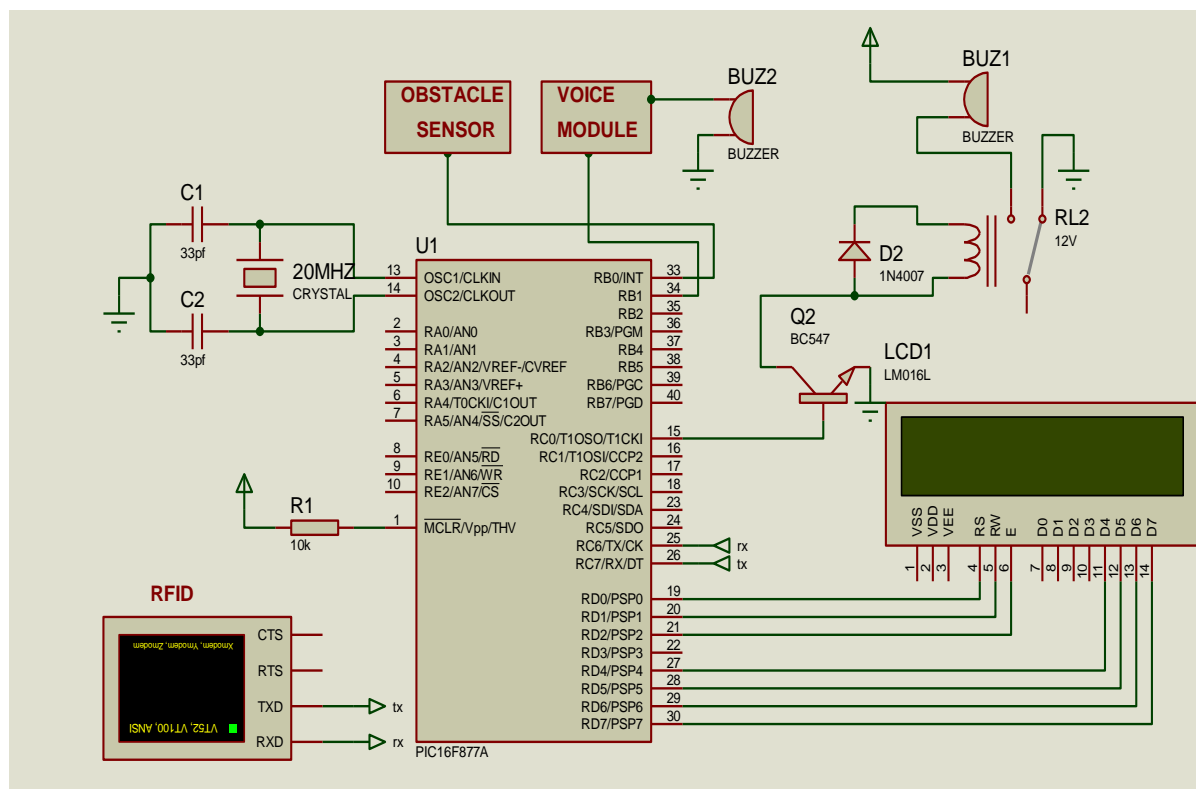 OBSTACLE
SENSOR
VOICE
MODULE
BUZ2
BUZZER
BUZ1
BUZZER
C1
33pf
20MHZ
CRYSTAL
C2
33pf
RL2
12V
D2
1N4007
Q2
BC547
U1
13 OSC1/CLKIN
14 OSC2/CLKOUT
2 RA0/AN0
3 RA1/AN1
4 RA2/AN2/VREF-/CVREF
5 RA3/AN3/VREF+
6 RA4/T0CKI/C1OUT
7 RA5/AN4/SS/C2OUT
8 RE0/AN5/RD
9 RE1/AN6/WR
10 RE2/AN7/CS
1 MCLR/Vpp/THV
RB0/INT 33
RB1 34
RB2 35
RB3/PGM 36
RB4 37
RB5 38
RB6/PGC 39
RB7/PGD 40
RC0/T1OSO/T1CKI 15
RC1/T1OSI/CCP2 16
RC2/CCP1 17
RC3/SCK/SCL 18
RC4/SDI/SDA 23
RC5/SDO 24
RC6/TX/CK 25 rx
RC7/RX/DT 26 tx
RD0/PSP0 19
RD1/PSP1 20
RD2/PSP2 21
RD3/PSP3 22
RD4/PSP4 27
RD5/PSP5 28
RD6/PSP6 29
RD7/PSP7 30
PIC16F877A
R1
10k
LCD1
LM016L
VSS VDD VEE RS RW E D0 D1 D2 D3 D4 D5 D6 D7
1 2 3 4 5 6 7 8 9 10 11 12 13 14
RFID
Xmodem, Ymodem, Zmodem
VT52, VT100, ANSI
CTS
RTS
TXD tx
RXD rx